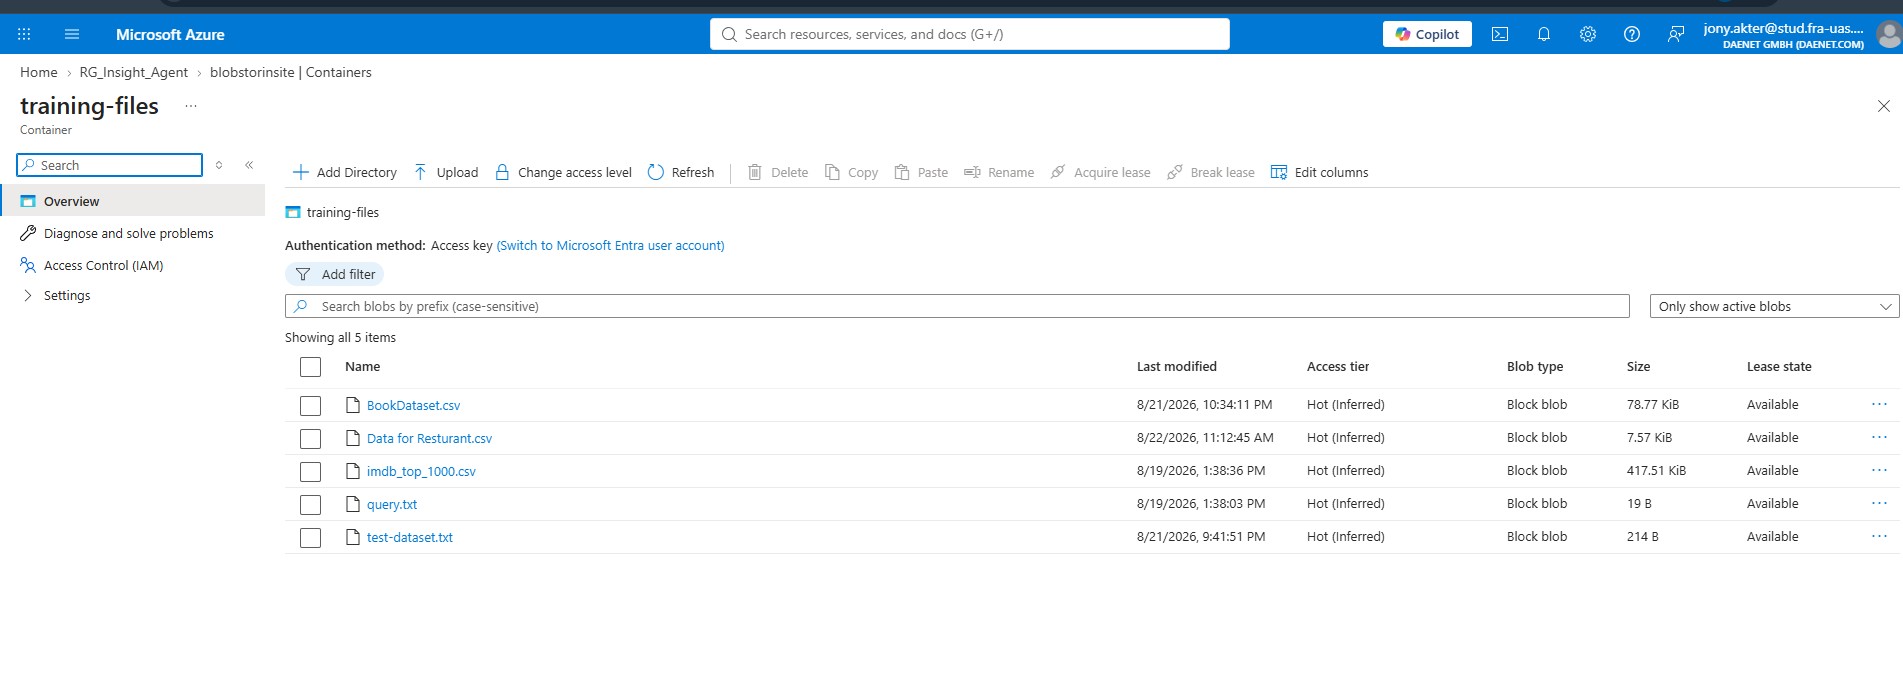 Microsoft Azure
Search resources, services, and docs (G+/)
Copilot
jony.akter@stud.fra-uas....
DAENET GMBH (DAENET.COM)
Home > RG_Insight_Agent > blobstorinsite | Containers
training-files ...
Container
Search
Overview
Diagnose and solve problems
Access Control (IAM)
Settings
Add Directory Upload Change access level Refresh Delete Copy Paste Rename Acquire lease Break lease Edit columns
training-files
Authentication method: Access key (Switch to Microsoft Entra user account)
Add filter
Search blobs by prefix (case-sensitive)
Only show active blobs
Showing all 5 items
Name Last modified Access tier Blob type Size Lease state
BookDataset.csv 8/21/2026, 10:34:11 PM Hot (Inferred) Block blob 78.77 KiB Available ...
Data for Resturant.csv 8/22/2026, 11:12:45 AM Hot (Inferred) Block blob 7.57 KiB Available ...
imdb_top_1000.csv 8/19/2026, 1:38:36 PM Hot (Inferred) Block blob 417.51 KiB Available ...
query.txt 8/19/2026, 1:38:03 PM Hot (Inferred) Block blob 19 B Available ...
test-dataset.txt 8/21/2026, 9:41:51 PM Hot (Inferred) Block blob 214 B Available ...